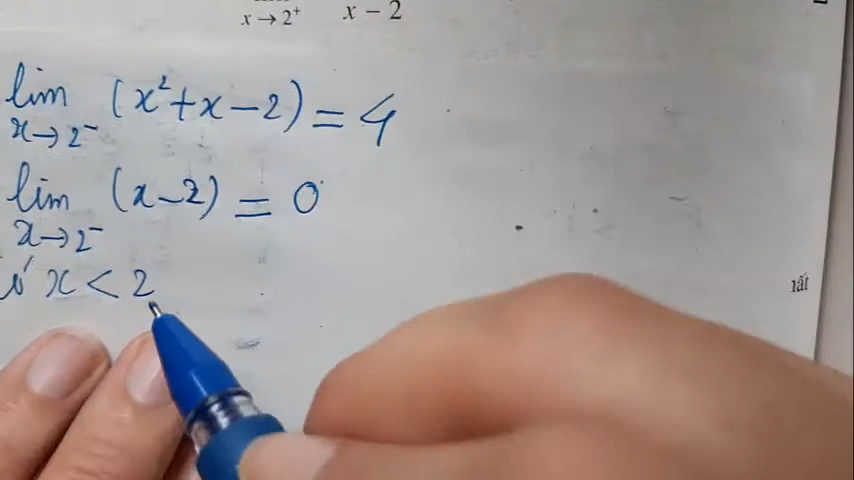 x → 2⁺ x − 2
lim (x² + x − 2) = 4
x → 2⁻
lim (x − 2) = 0
x → 2⁻
x < 2